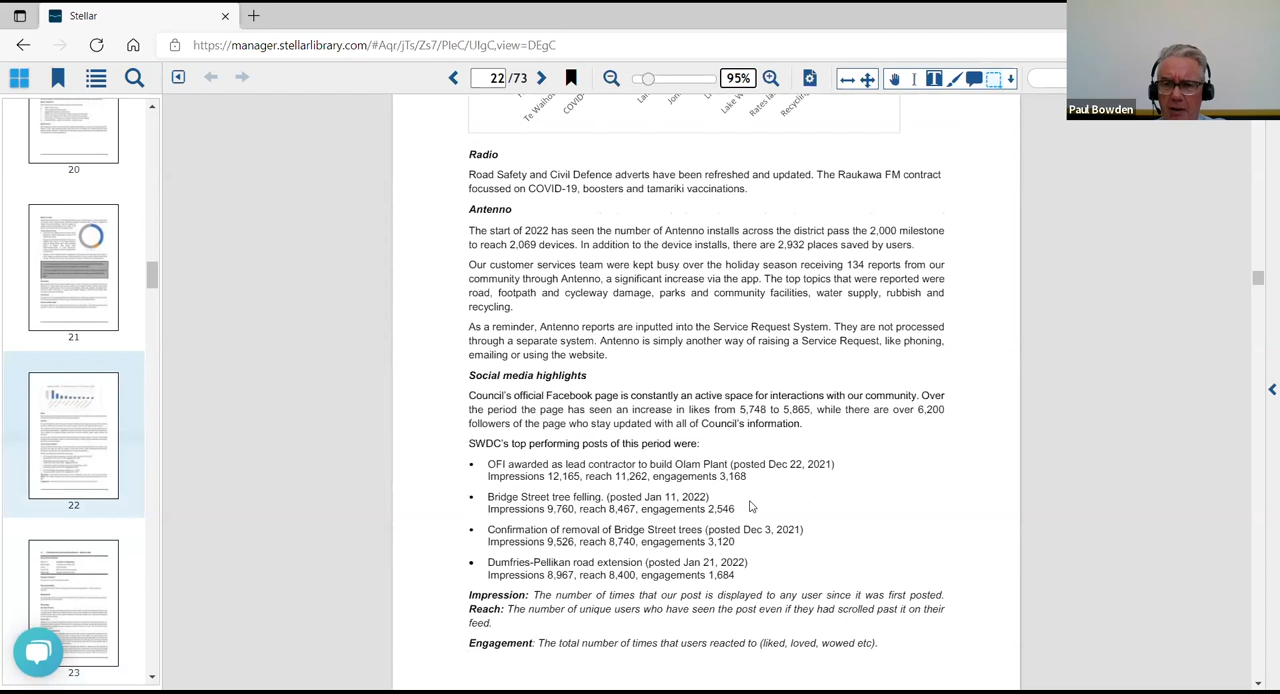 Stellar
https://manager.stellarlibrary.com/#Aqr/jTs/Zs7/PIeC/UIgC,view=DEgC
22 /73
95%
Paul Bowden
Te Waihou
COVID
Lake W
Rates
Recycling
20
21
22
23
Radio
Road Safety and Civil Defence adverts have been refreshed and updated. The Raukawa FM contract
focussed on COVID-19, boosters and tamariki vaccinations.
Antenno
The start of 2022 has seen the number of Antenno installs across the district pass the 2,000 milestone
to reach 2,069 devices. In addition to the device installs, there are 2,932 places saved by users.
Our customer services team were kept busy over the holiday season receiving 134 reports from our
community through Antenno, a significant increase via the app. The top topics that were reported were
road, footpath and cycleway damage, parks and community facilities, water supply, rubbish and
recycling.
As a reminder, Antenno reports are inputted into the Service Request System. They are not processed
through a separate system. Antenno is simply another way of raising a Service Request, like phoning,
emailing or using the website.
Social media highlights
Council's official Facebook page is constantly an active space for interactions with our community. Over
the period the page has seen an increase in likes from 5,748 to 5,865, while there are over 6,200
followers of the page who stay updated with all of Council's information.
SWDC's top performing posts of this period were:
• OFI awarded as lead contractor to build Olam Plant (posted Dec 22, 2021)
Impressions 12,165, reach 11,262, engagements 3,168
• Bridge Street tree felling. (posted Jan 11, 2022)
Impressions 9,760, reach 8,467, engagements 2,546
• Confirmation of removal of Bridge Street trees (posted Dec 3, 2021)
Impressions 9,526, reach 8,740, engagements 3,120
• Dumfries-Pellikan road extension (posted Jan 21, 2022)
Impressions 8,967, reach 8,400, engagements 1,684
Impression: The number of times that our post is displayed to any user since it was first posted.
Reach: The number of unique users who have seen the post even if they had scrolled past it on their
feed.
Engagement: The total number of times that users reacted to (liked, loved, wowed etc).